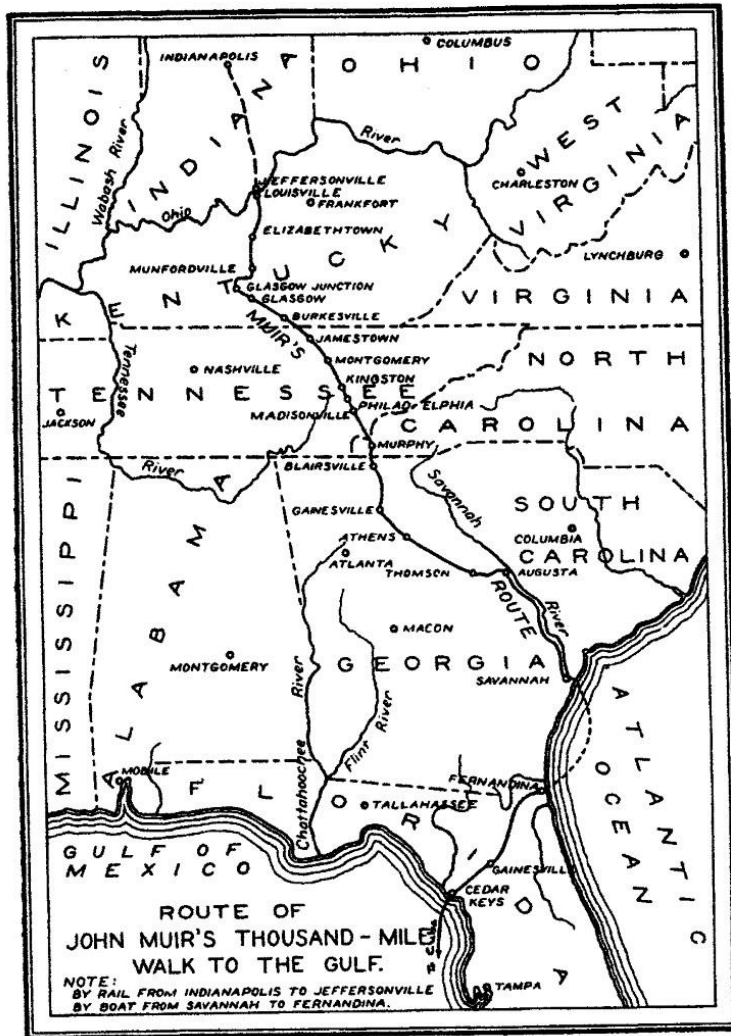 COLUMBUS
INDIANAPOLIS
OHIO
ILLINOIS
Wabash River
INDIANA
River
WEST
VIRGINIA
CHARLESTON
JEFFERSONVILLE
LOUISVILLE
FRANKFORT
Ohio
ELIZABETHTOWN
LYNCHBURG
MUNFORDVILLE
KENTUCKY
GLASGOW JUNCTION
GLASGOW
VIRGINIA
BURKESVILLE
MUIR'S
JAMESTOWN
NORTH
MONTGOMERY
Tennessee
NASHVILLE
KINGSTON
TENNESSEE
PHILADELPHIA
JACKSON
MADISONVILLE
CAROLINA
MURPHY
River
BLAIRSVILLE
Savannah
SOUTH
GAINESVILLE
COLUMBIA
ATHENS
CAROLINA
ATLANTA
THOMSON
AUGUSTA
ROUTE
River
MACON
MONTGOMERY
GEORGIA
SAVANNAH
MISSISSIPPI
ALABAMA
River
Chattahoochee
Flint River
ATLANTIC
OCEAN
MOBILE
FERNANDINA
FLORIDA
TALLAHASSEE
GULF OF
MEXICO
GAINESVILLE
CEDAR
KEYS
TAMPA
ROUTE OF
JOHN MUIR'S THOUSAND-MILE
WALK TO THE GULF.
NOTE:
BY RAIL FROM INDIANAPOLIS TO JEFFERSONVILLE
BY BOAT FROM SAVANNAH TO FERNANDINA.